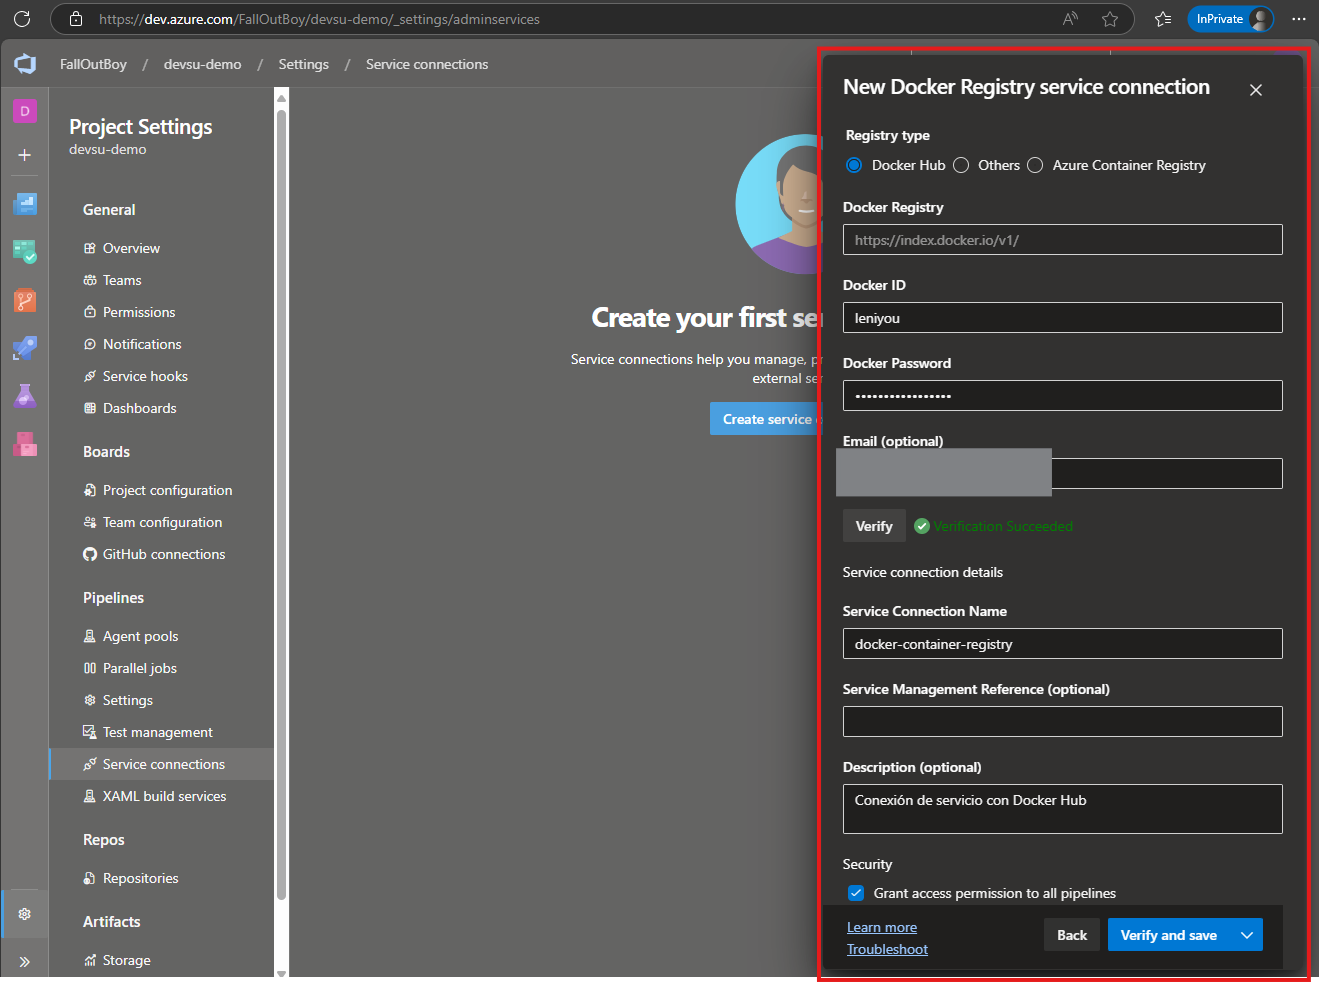 https://dev.azure.com/FallOutBoy/devsu-demo/_settings/adminservices
InPrivate
FallOutBoy / devsu-demo / Settings / Service connections
D
Project Settings
devsu-demo
General
Overview
Teams
Permissions
Notifications
Service hooks
Dashboards
Boards
Project configuration
Team configuration
GitHub connections
Pipelines
Agent pools
Parallel jobs
Settings
Test management
Service connections
XAML build services
Repos
Repositories
Artifacts
Storage
Create your first se
Service connections help you manage, pr
external ser
Create service
New Docker Registry service connection
Registry type
Docker Hub Others Azure Container Registry
Docker Registry
https://index.docker.io/v1/
Docker ID
leniyou
Docker Password
•••••••••••••••••
Email (optional)
Verify Verification Succeeded
Service connection details
Service Connection Name
docker-container-registry
Service Management Reference (optional)
Description (optional)
Conexión de servicio con Docker Hub
Security
Grant access permission to all pipelines
Learn more
Troubleshoot
Back
Verify and save